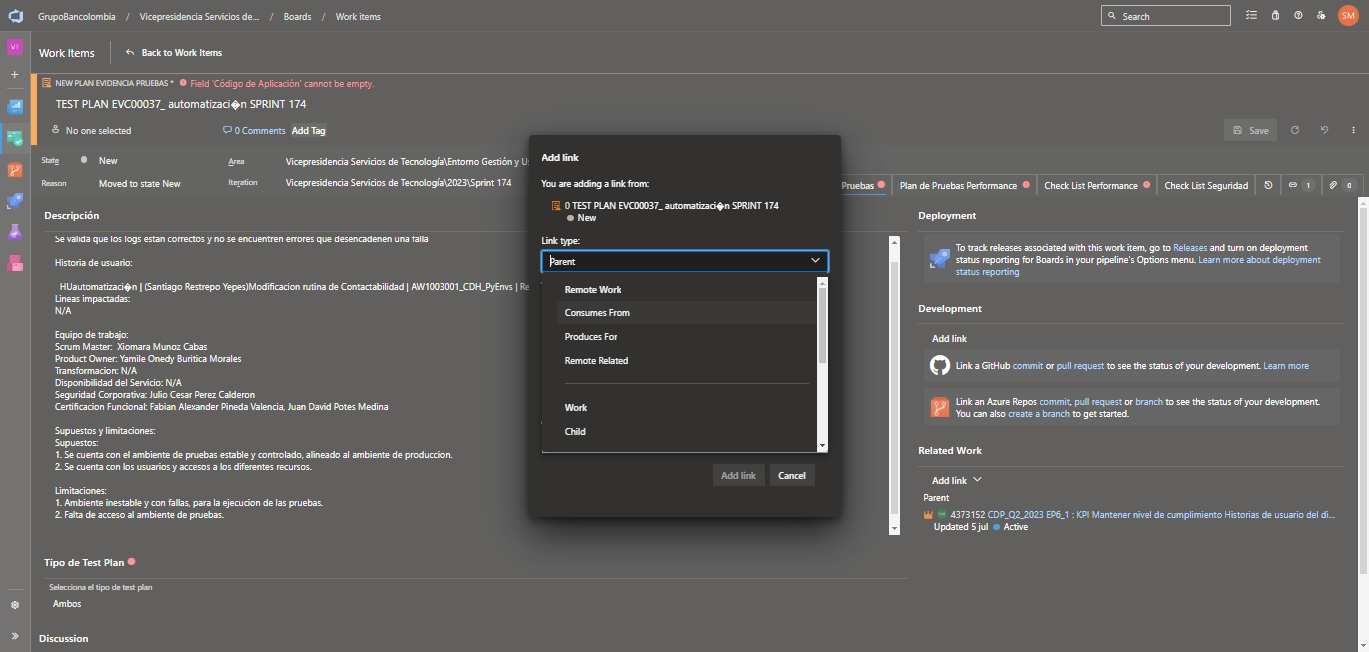 GrupoBancolombia / Vicepresidencia Servicios de... / Boards / Work items
Search
SM
VT
Work Items
Back to Work Items
NEW PLAN EVIDENCIA PRUEBAS * Field 'Código de Aplicación' cannot be empty.
TEST PLAN EVC00037_ automatizaci�n SPRINT 174
No one selected
0 Comments
Add Tag
Save
State
New
Area
Vicepresidencia Servicios de Tecnología\Entorno Gestión y Us
Reason
Moved to state New
Iteration
Vicepresidencia Servicios de Tecnología\2023\Sprint 174
Pruebas
Plan de Pruebas Performance
Check List Performance
Check List Seguridad
1
0
Descripción
Se valida que los logs estan correctos y no se encuentren errores que desencadenen una falla
Historia de usuario:
HUautomatizaci�n | (Santiago Restrepo Yepes)Modificacion rutina de Contactabilidad | AW1003001_CDH_PyEnvs | Re
Lineas impactadas:
N/A
Equipo de trabajo:
Scrum Master: Xiomara Munoz Cabas
Product Owner: Yamile Onedy Buritica Morales
Transformacion: N/A
Disponibilidad del Servicio: N/A
Seguridad Corporativa: Julio Cesar Perez Calderon
Certificacion Funcional: Fabian Alexander Pineda Valencia, Juan David Potes Medina
Supuestos y limitaciones:
Supuestos:
1. Se cuenta con el ambiente de pruebas estable y controlado, alineado al ambiente de produccion.
2. Se cuenta con los usuarios y accesos a los diferentes recursos.
Limitaciones:
1. Ambiente inestable y con fallas, para la ejecucion de las pruebas.
2. Falta de acceso al ambiente de pruebas.
Tipo de Test Plan
Selecciona el tipo de test plan
Ambos
Discussion
Add link
You are adding a link from:
0 TEST PLAN EVC00037_ automatizaci�n SPRINT 174
New
Link type:
Parent
Remote Work
Consumes From
Produces For
Remote Related
Work
Child
Add link
Cancel
Deployment
To track releases associated with this work item, go to Releases and turn on deployment
status reporting for Boards in your pipeline's Options menu. Learn more about deployment
status reporting
Development
Add link
Link a GitHub commit or pull request to see the status of your development. Learn more
Link an Azure Repos commit, pull request or branch to see the status of your development.
You can also create a branch to get started.
Related Work
Add link
Parent
4373152 CDP_Q2_2023 EP6_1 : KPI Mantener nivel de cumplimiento Historias de usuario del di...
Updated 5 jul
Active